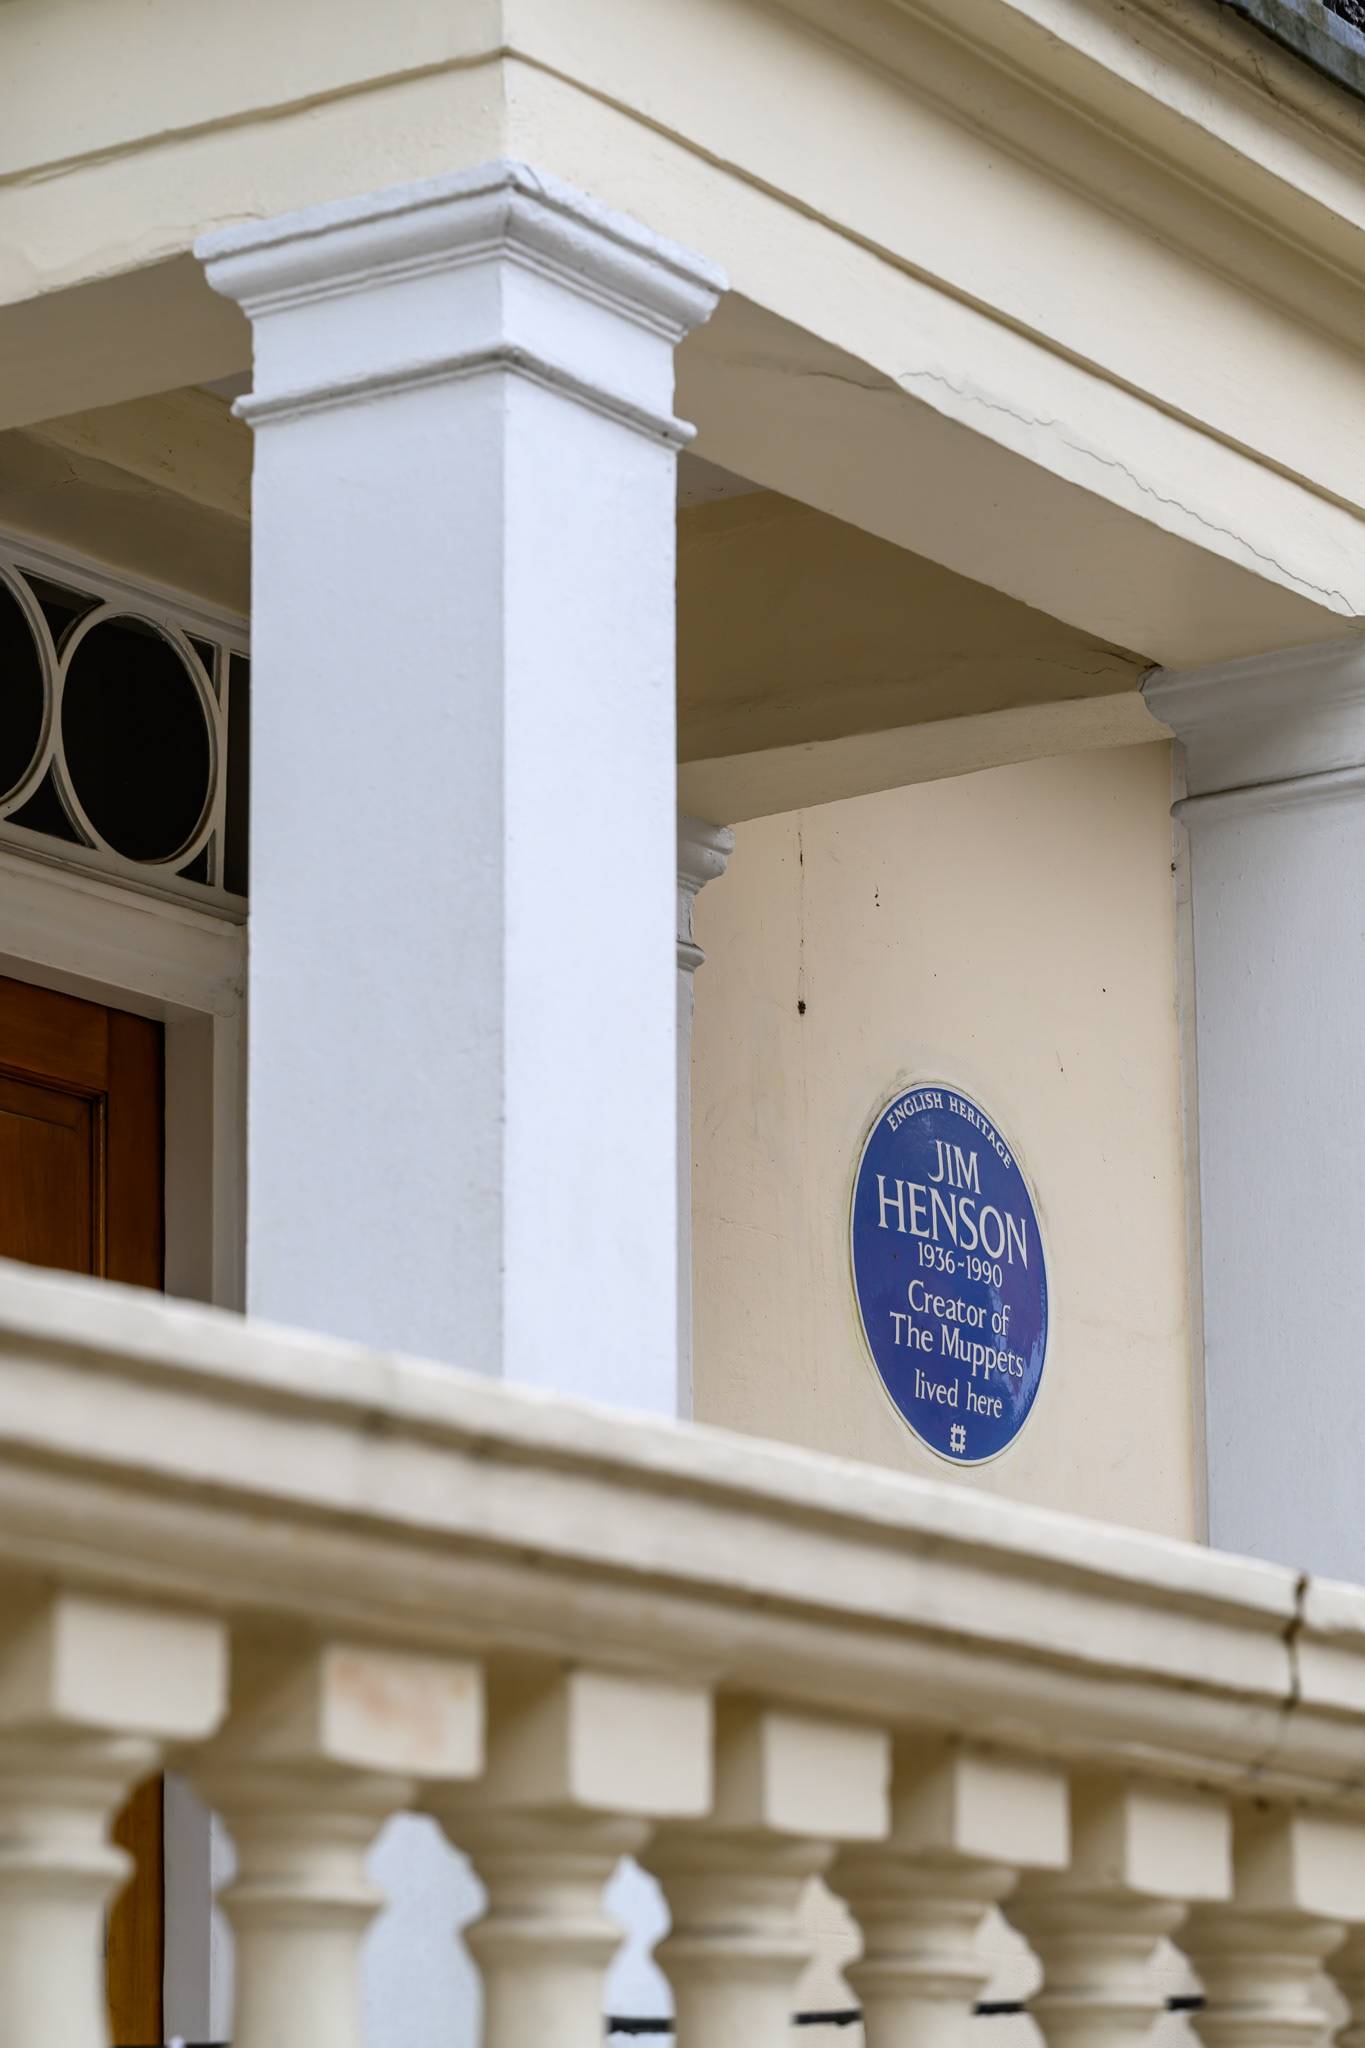 ENGLISH HERITAGE
JIM
HENSON
1936~1990
Creator of
The Muppets
lived here